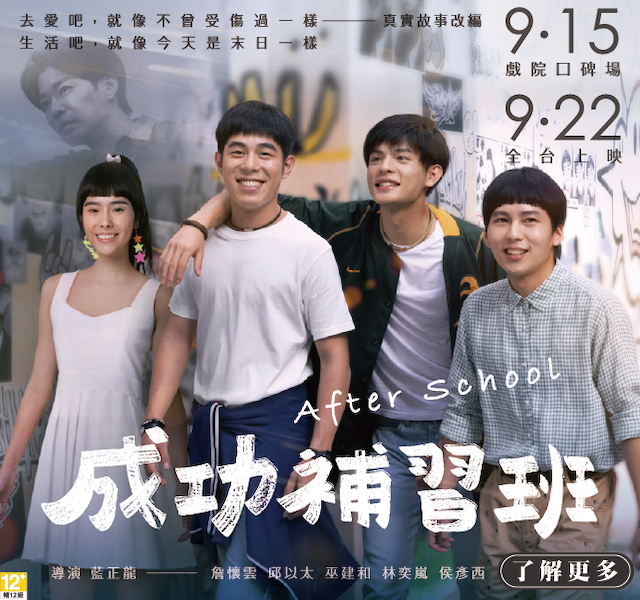 去愛吧，就像不曾受傷過一樣——真實故事改編
生活吧，就像今天是末日一樣
9·15
戲院口碑場
9·22
全台上映
After School
成功補習班
導演 藍正龍 —— 詹懷雲 邱以太 巫建和 林奕嵐 侯彥西
了解更多
12+
輔12級